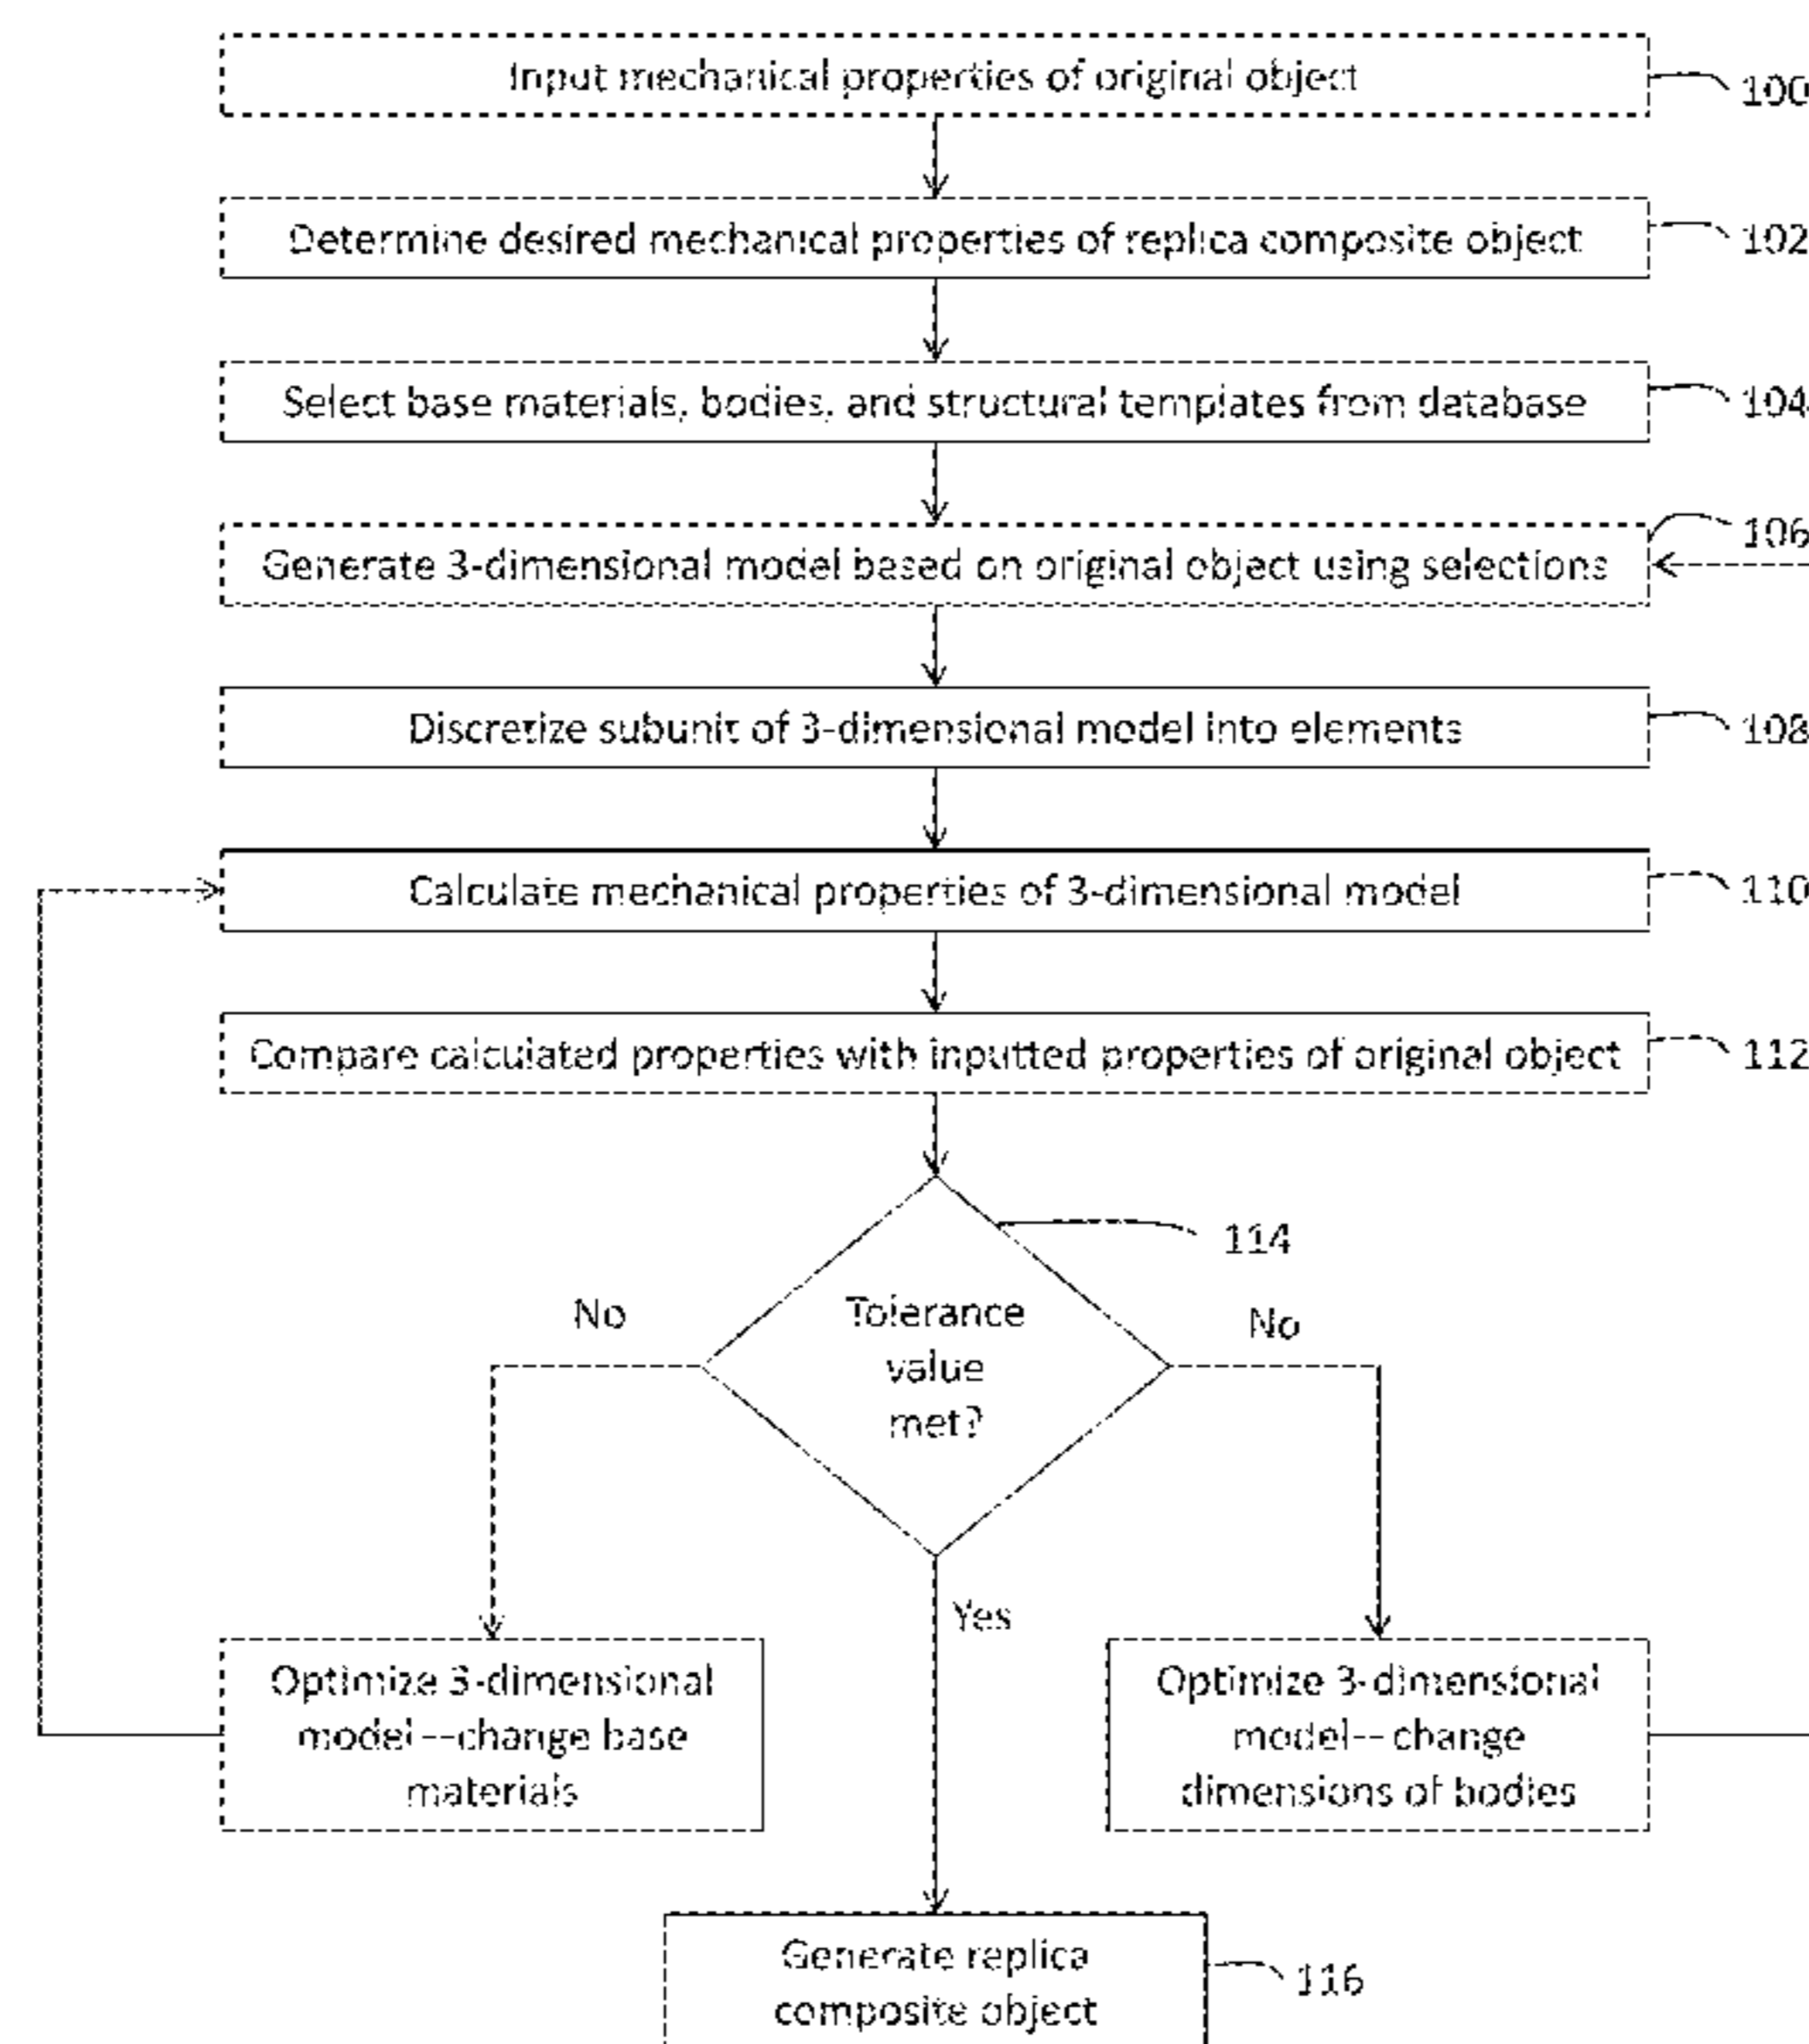 Input mechanical properties of original object
100
Determine desired mechanical properties of replica composite object
102
Select base materials, bodies, and structural templates from database
104
106
Generate 3-dimensional model based on original object using selections
Discretize subunit of 3-dimensional model into elements
108
Calculate mechanical properties of 3-dimensional model
110
Compare calculated properties with inputted properties of original object
112
114
No
Tolerance
value
met?
No
Yes
Optimize 3-dimensional
model--change base
materials
Optimize 3-dimensional
model--change
dimensions of bodies
Generate replica
composite object
116